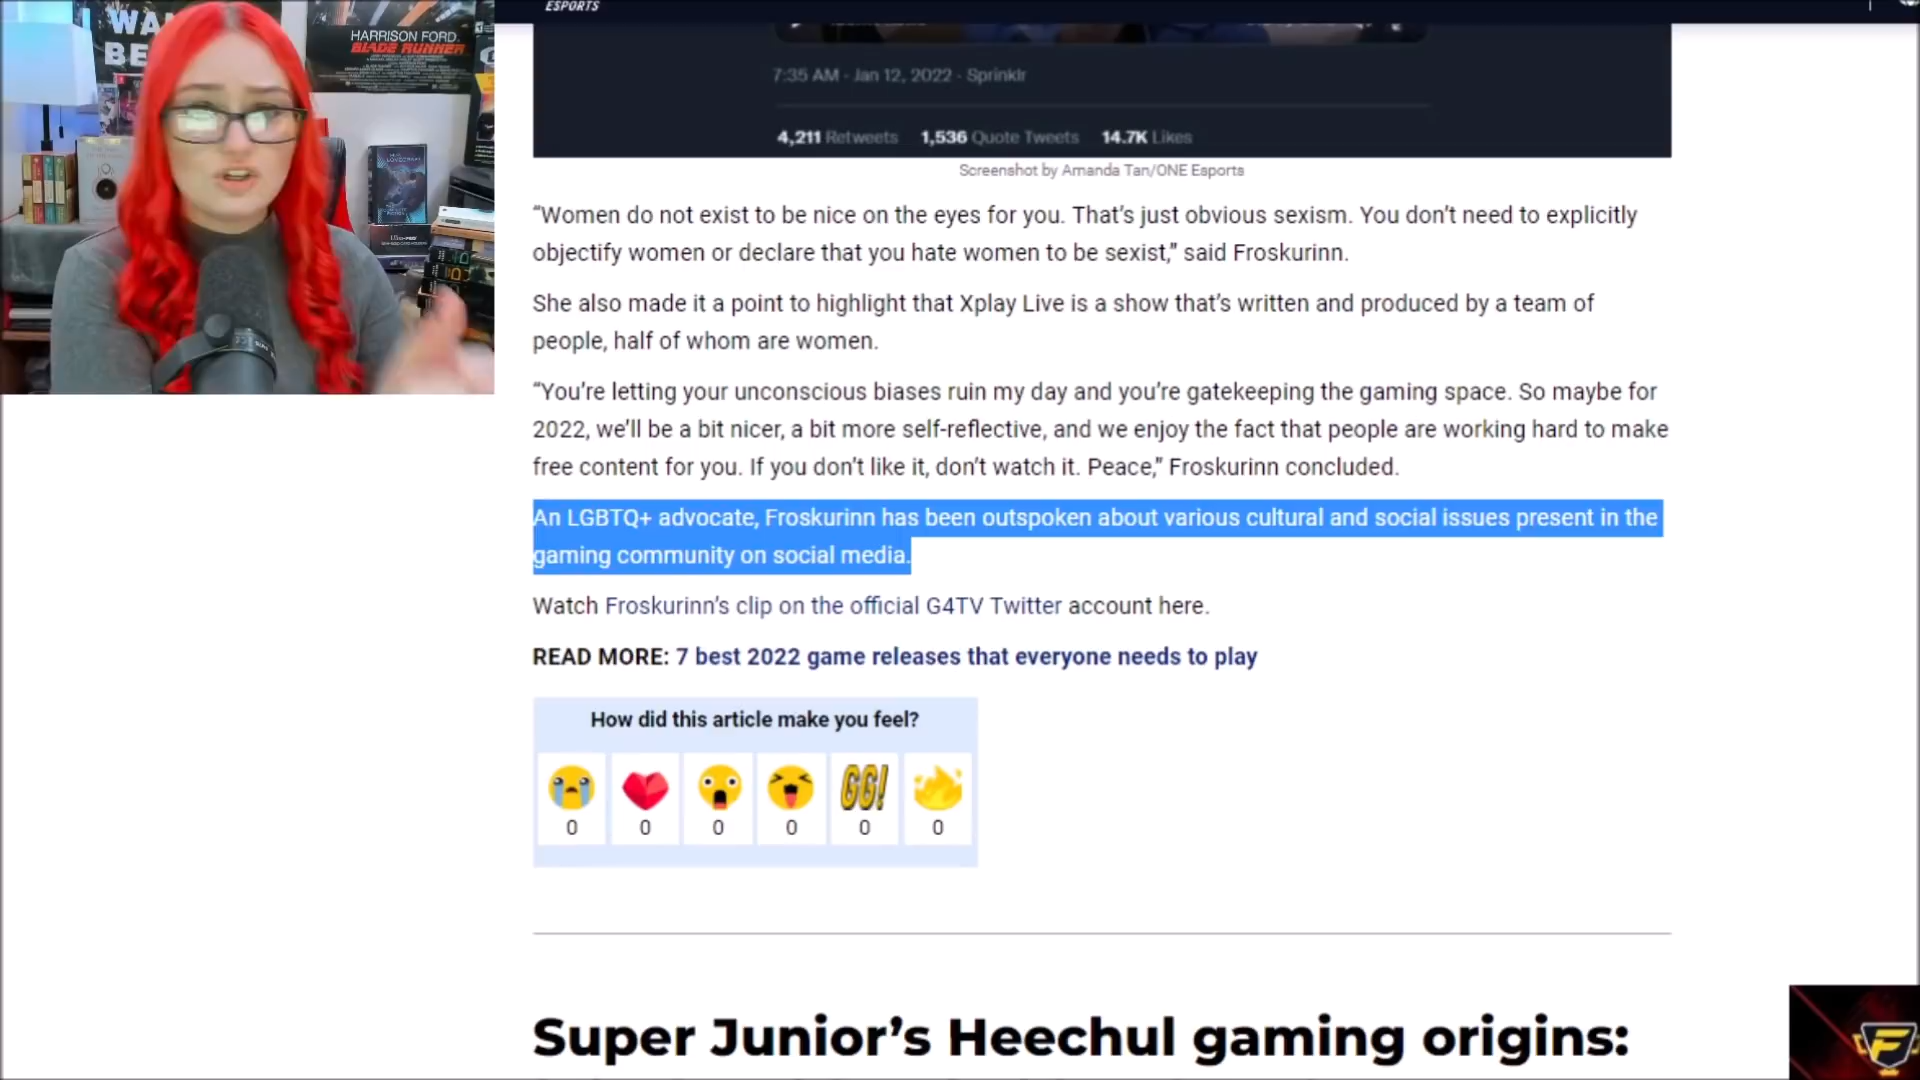 ESPORTS
WA
BE
HARRISON FORD.
BLADE RUNNER
7:35 AM · Jan 12, 2022 · Sprinklr
4,211 Retweets 1,536 Quote Tweets 14.7K Likes
Screenshot by Amanda Tan/ONE Esports
“Women do not exist to be nice on the eyes for you. That’s just obvious sexism. You don’t need to explicitly
objectify women or declare that you hate women to be sexist,” said Froskurinn.
She also made it a point to highlight that Xplay Live is a show that’s written and produced by a team of
people, half of whom are women.
“You’re letting your unconscious biases ruin my day and you’re gatekeeping the gaming space. So maybe for
2022, we’ll be a bit nicer, a bit more self-reflective, and we enjoy the fact that people are working hard to make
free content for you. If you don’t like it, don’t watch it. Peace,” Froskurinn concluded.
An LGBTQ+ advocate, Froskurinn has been outspoken about various cultural and social issues present in the
gaming community on social media.
Watch Froskurinn’s clip on the official G4TV Twitter account here.
READ MORE: 7 best 2022 game releases that everyone needs to play
How did this article make you feel?
GG!
0 0 0 0 0 0
Super Junior’s Heechul gaming origins: